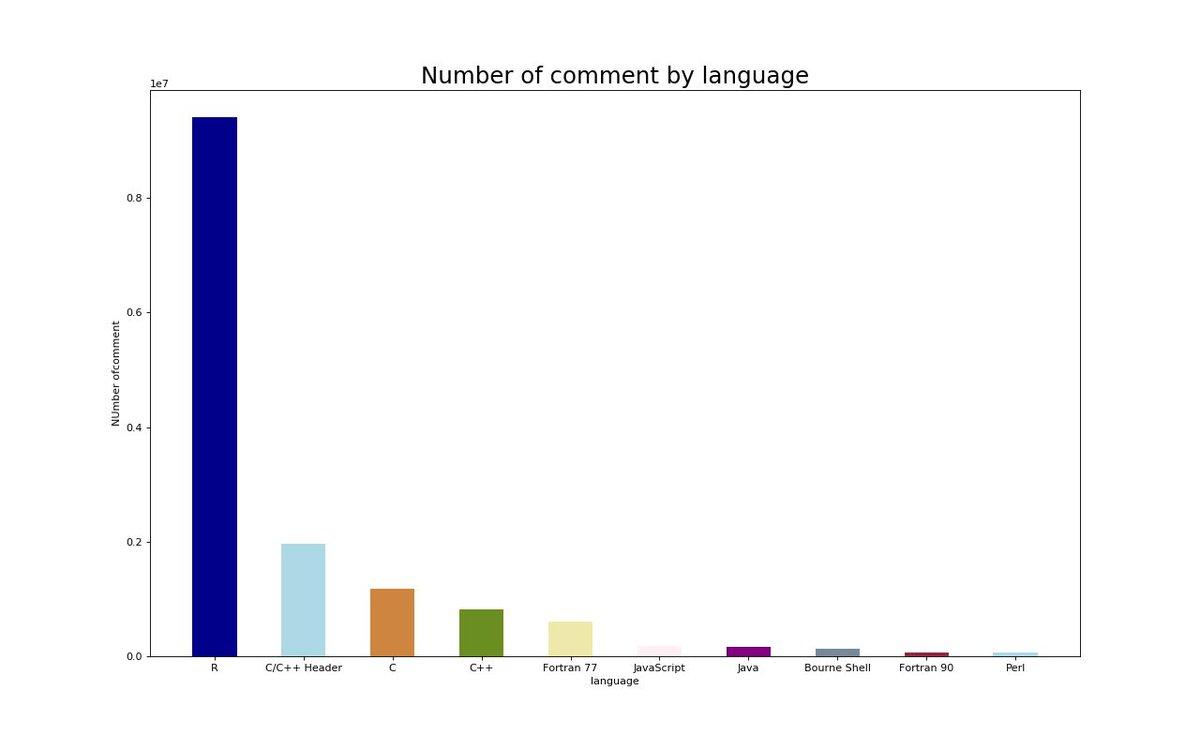 Number of comment by language
1e7
0.8
0.6
0.4
0.2
0.0
NUmber ofcomment
R C/C++ Header C C++ Fortran 77 JavaScript Java Bourne Shell Fortran 90 Perl
language